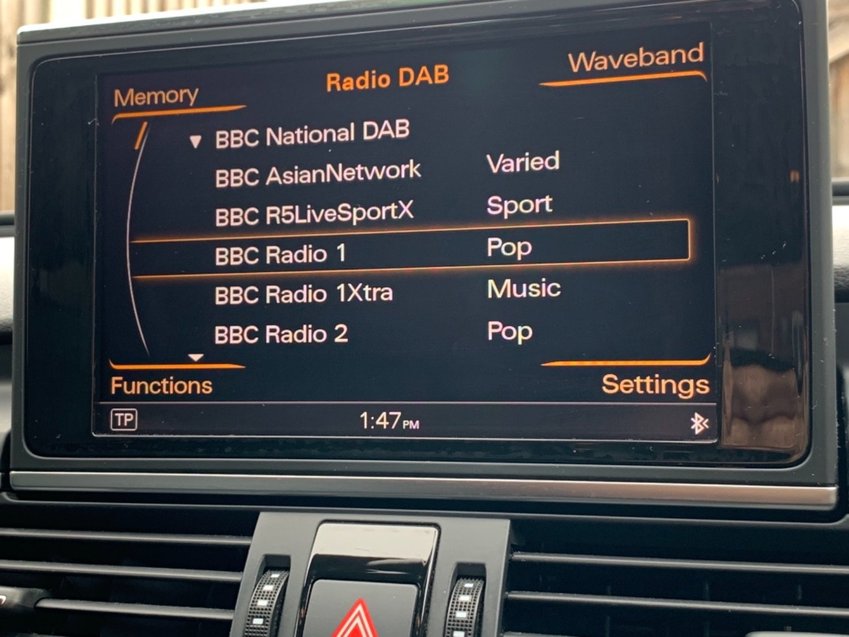 Radio DAB
Memory
Waveband
BBC National DAB
BBC AsianNetwork Varied
BBC R5LiveSportX Sport
BBC Radio 1 Pop
BBC Radio 1Xtra Music
BBC Radio 2 Pop
Functions
Settings
TP
1:47PM